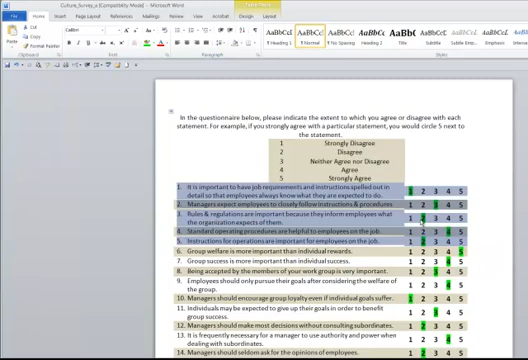 Culture_Survey_x [Compatibility Mode] - Microsoft Word
File Home Insert Page Layout References Mailings Review View Acrobat Design Layout
Cut
Copy
Format Painter
Paste
Calibri
Clipboard Font Paragraph Styles
¶ Normal ¶ No Spacing Heading 2 Title Subtitle Emphasis
In the questionnaire below, please indicate the extent to which you agree or disagree with each
statement. For example, if you strongly agree with a particular statement, you would circle 5 next to
the statement.
1 Strongly Disagree
2 Disagree
3 Neither Agree nor Disagree
4 Agree
5 Strongly Agree
1. It is important to have job requirements and instructions spelled out in
detail so that employees always know what they are expected to do. 1 2 3 4 5
2. Managers expect employees to closely follow instructions & procedures 1 2 3 4 5
3. Rules & regulations are important because they inform employees what
the organization expects of them. 1 2 3 4 5
4. Standard operating procedures are helpful to employees on the job. 1 2 3 4 5
5. Instructions for operations are important for employees on the job. 1 2 3 4 5
6. Group welfare is more important than individual rewards. 1 2 3 4 5
7. Group success is more important than individual success. 1 2 3 4 5
8. Being accepted by the members of your work group is very important. 1 2 3 4 5
9. Employees should only pursue their goals after considering the welfare of
the group. 1 2 3 4 5
10. Managers should encourage group loyalty even if individual goals suffer. 1 2 3 4 5
11. Individuals may be expected to give up their goals in order to benefit
group success. 1 2 3 4 5
12. Managers should make most decisions without consulting subordinates. 1 2 3 4 5
13. It is frequently necessary for a manager to use authority and power when
dealing with subordinates. 1 2 3 4 5
14. Managers should seldom ask for the opinions of employees. 1 2 3 4 5